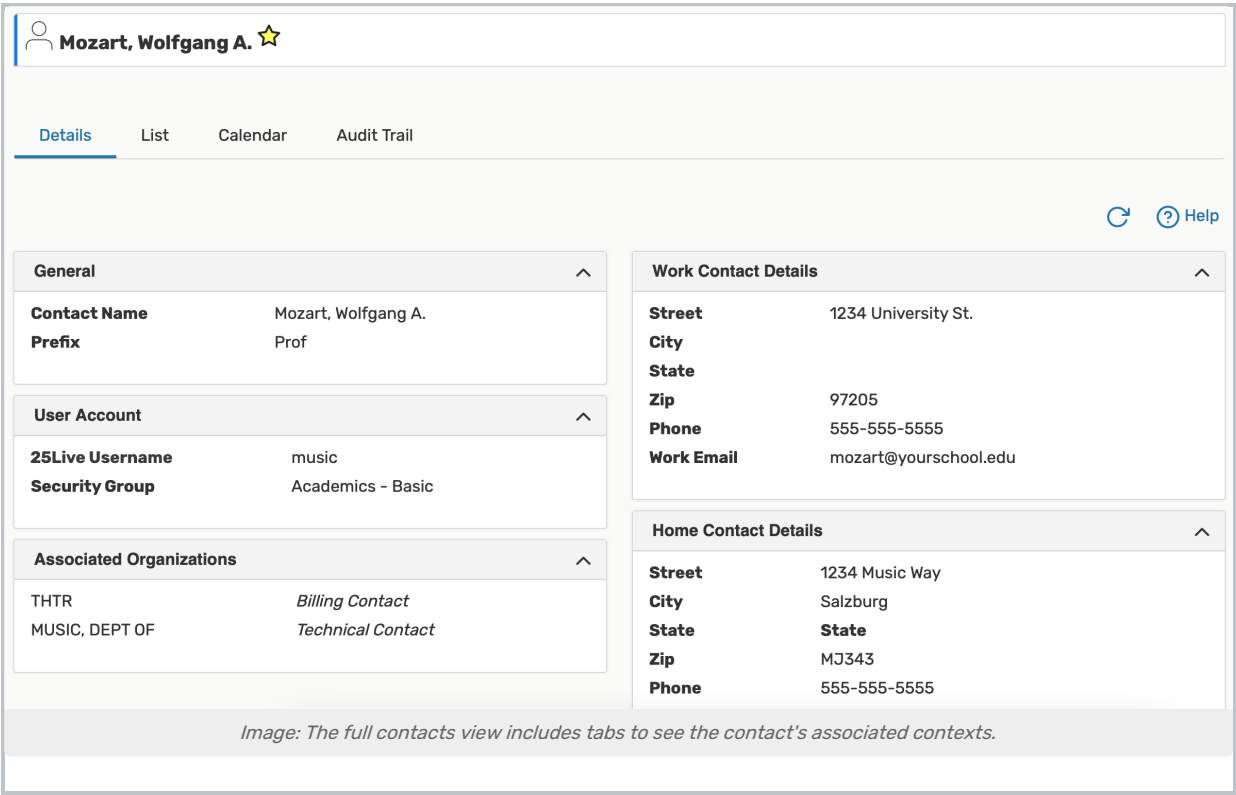 Mozart, Wolfgang A.
Details List Calendar Audit Trail
Help
General
Contact Name Mozart, Wolfgang A.
Prefix Prof
User Account
25Live Username music
Security Group Academics - Basic
Associated Organizations
THTR Billing Contact
MUSIC, DEPT OF Technical Contact
Work Contact Details
Street 1234 University St.
City
State
Zip 97205
Phone 555-555-5555
Work Email mozart@yourschool.edu
Home Contact Details
Street 1234 Music Way
City Salzburg
State State
Zip MJ343
Phone 555-555-5555
Image: The full contacts view includes tabs to see the contact's associated contexts.